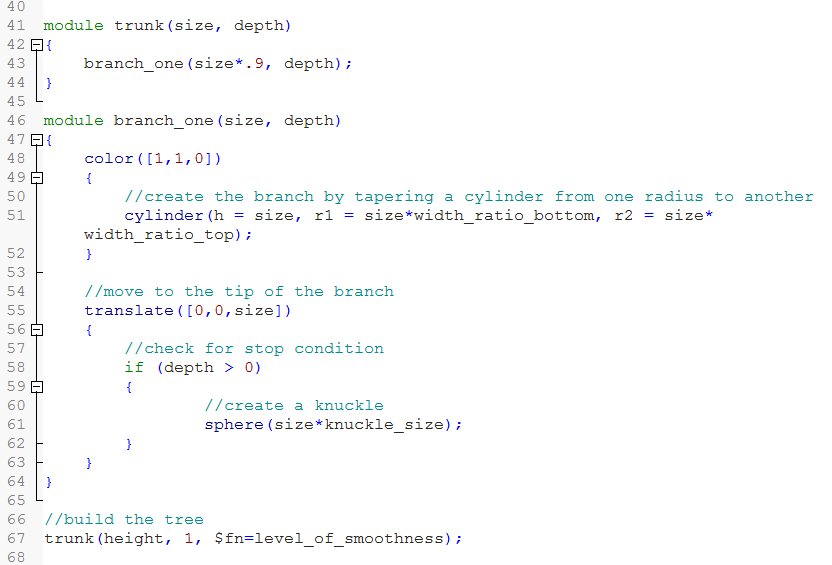 40
41 module trunk(size, depth)
42 {
43     branch_one(size*.9, depth);
44 }
45
46 module branch_one(size, depth)
47 {
48     color([1,1,0])
49     {
50         //create the branch by tapering a cylinder from one radius to another
51         cylinder(h = size, r1 = size*width_ratio_bottom, r2 = size*
     width_ratio_top);
52     }
53
54     //move to the tip of the branch
55     translate([0,0,size])
56     {
57         //check for stop condition
58         if (depth > 0)
59         {
60                 //create a knuckle
61                 sphere(size*knuckle_size);
62         }
63     }
64 }
65
66 //build the tree
67 trunk(height, 1, $fn=level_of_smoothness);
68